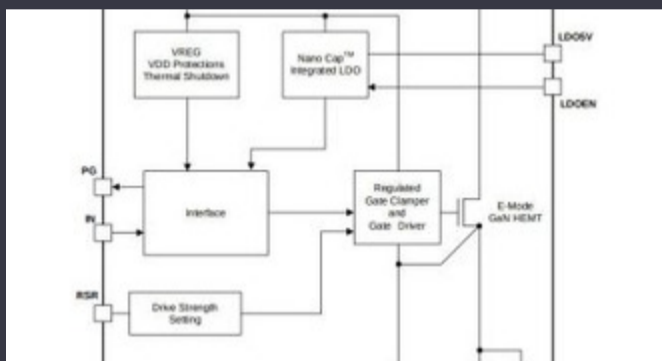 VREG
VDD Protections
Thermal Shutdown
Nano Cap™
Integrated LDO
LDO5V
LDOEN
PG
IN
Interface
Regulated
Gate Clamper
and
Gate Driver
E-Mode
GaN HEMT
RSR
Drive Strength
Setting